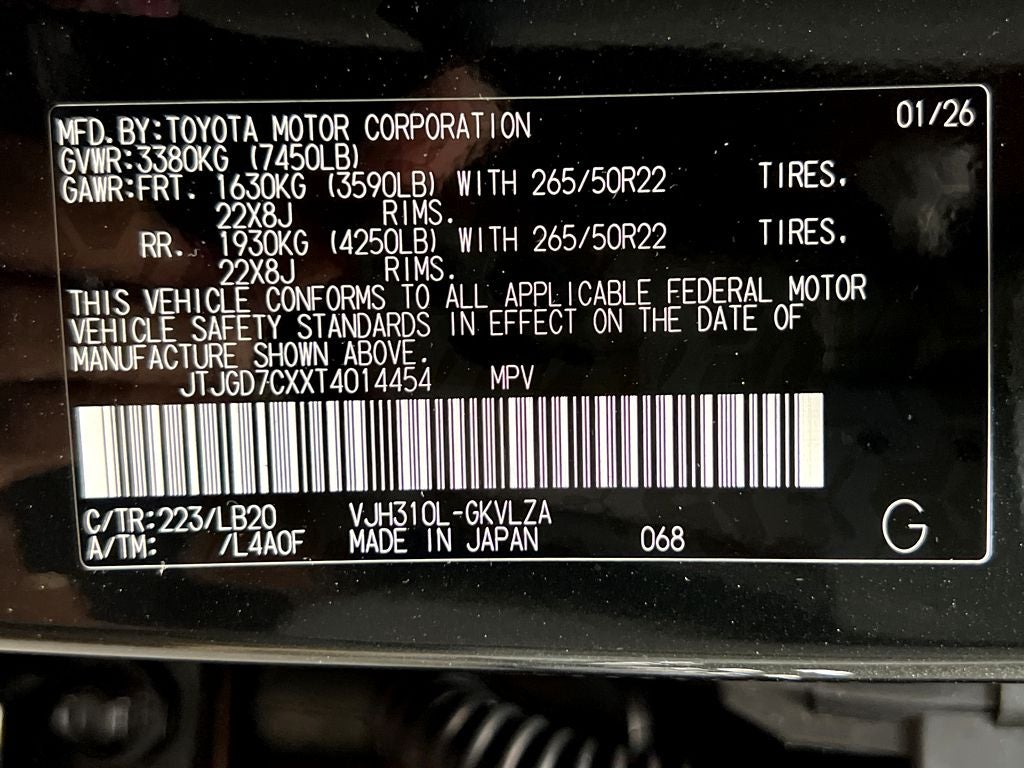 01/26
MFD. BY:TOYOTA MOTOR CORPORATION
GVWR:3380KG (7450LB)
GAWR:FRT. 1630KG (3590LB) WITH 265/50R22 TIRES.
22X8J RIMS.
RR. 1930KG (4250LB) WITH 265/50R22 TIRES.
22X8J RIMS.
THIS VEHICLE CONFORMS TO ALL APPLICABLE FEDERAL MOTOR
VEHICLE SAFETY STANDARDS IN EFFECT ON THE DATE OF
MANUFACTURE SHOWN ABOVE.
JTJGD7CXXT4014454 MPV
C/TR:223/LB20 VJH310L-GKVLZA
A/TM: /L4A0F MADE IN JAPAN 068 G